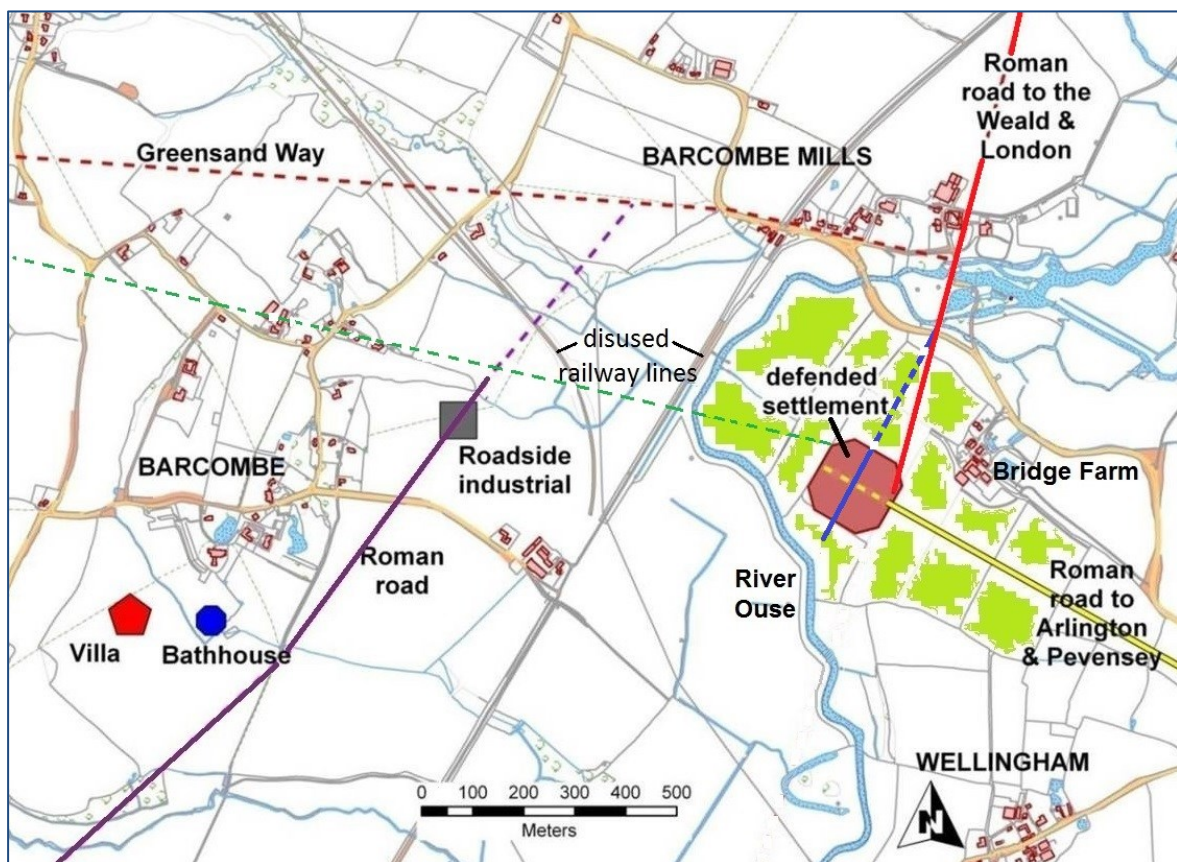 Roman
road to the
Weald &
London
Greensand Way
BARCOMBE MILLS
disused
railway lines
defended
settlement
BARCOMBE
Roadside
industrial
Bridge Farm
Roman
road
River
Ouse
Roman
road to
Arlington
& Pevensey
Villa
Bathhouse
WELLINGHAM
0 100 200 300 400 500
Meters
N